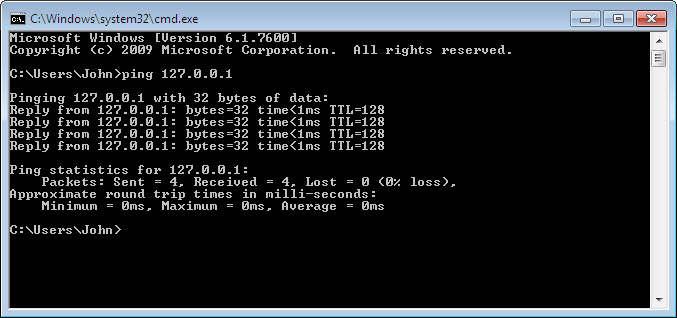 C:\Windows\system32\cmd.exe
Microsoft Windows [Version 6.1.7600]
Copyright (c) 2009 Microsoft Corporation.  All rights reserved.
C:\Users\John>ping 127.0.0.1
Pinging 127.0.0.1 with 32 bytes of data:
Reply from 127.0.0.1: bytes=32 time<1ms TTL=128
Reply from 127.0.0.1: bytes=32 time<1ms TTL=128
Reply from 127.0.0.1: bytes=32 time<1ms TTL=128
Reply from 127.0.0.1: bytes=32 time<1ms TTL=128
Ping statistics for 127.0.0.1:
    Packets: Sent = 4, Received = 4, Lost = 0 (0% loss),
Approximate round trip times in milli-seconds:
    Minimum = 0ms, Maximum = 0ms, Average = 0ms
C:\Users\John>